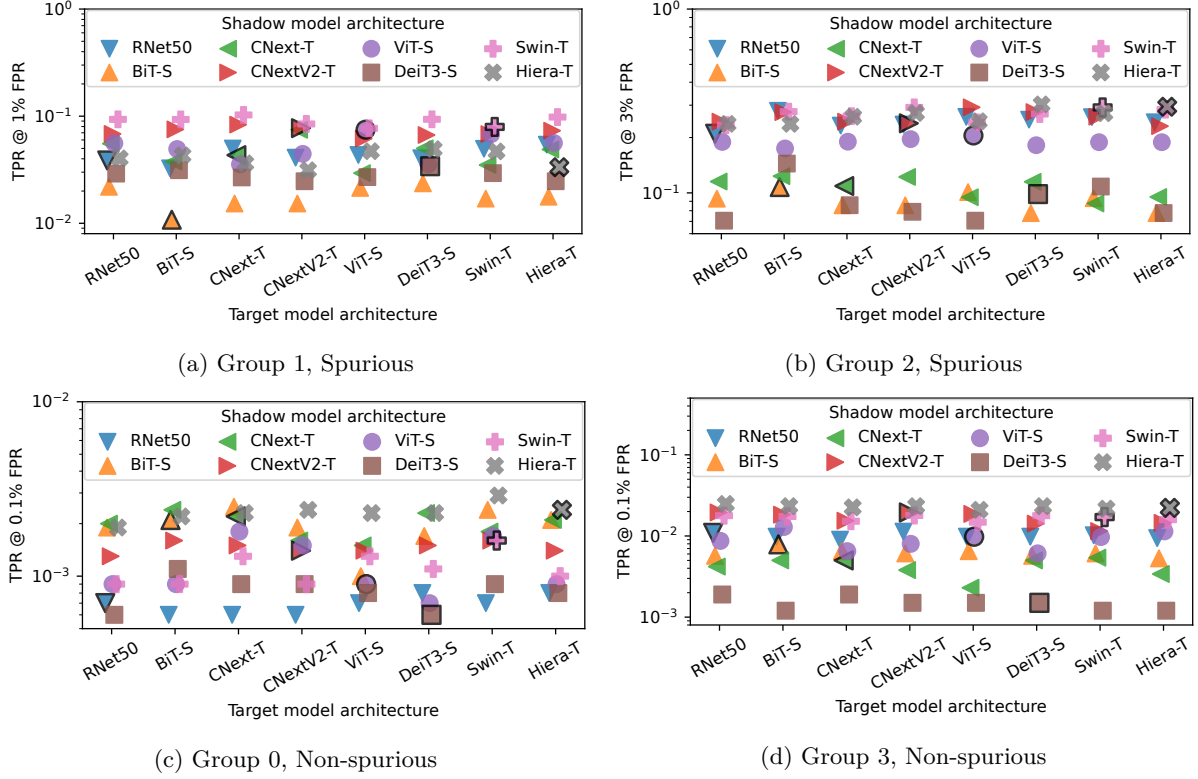 Shadow model architecture
RNet50 CNext-T ViT-S Swin-T
BiT-S CNextV2-T DeiT3-S Hiera-T
TPR @ 1% FPR
10⁰
10⁻¹
10⁻²
RNet50 BiT-S CNext-T CNextV2-T ViT-S DeiT3-S Swin-T Hiera-T
Target model architecture
(a) Group 1, Spurious
Shadow model architecture
RNet50 CNext-T ViT-S Swin-T
BiT-S CNextV2-T DeiT3-S Hiera-T
TPR @ 3% FPR
10⁰
10⁻¹
RNet50 BiT-S CNext-T CNextV2-T ViT-S DeiT3-S Swin-T Hiera-T
Target model architecture
(b) Group 2, Spurious
Shadow model architecture
RNet50 CNext-T ViT-S Swin-T
BiT-S CNextV2-T DeiT3-S Hiera-T
TPR @ 0.1% FPR
10⁻²
10⁻³
RNet50 BiT-S CNext-T CNextV2-T ViT-S DeiT3-S Swin-T Hiera-T
Target model architecture
(c) Group 0, Non-spurious
Shadow model architecture
RNet50 CNext-T ViT-S Swin-T
BiT-S CNextV2-T DeiT3-S Hiera-T
TPR @ 0.1% FPR
10⁻¹
10⁻²
10⁻³
RNet50 BiT-S CNext-T CNextV2-T ViT-S DeiT3-S Swin-T Hiera-T
Target model architecture
(d) Group 3, Non-spurious